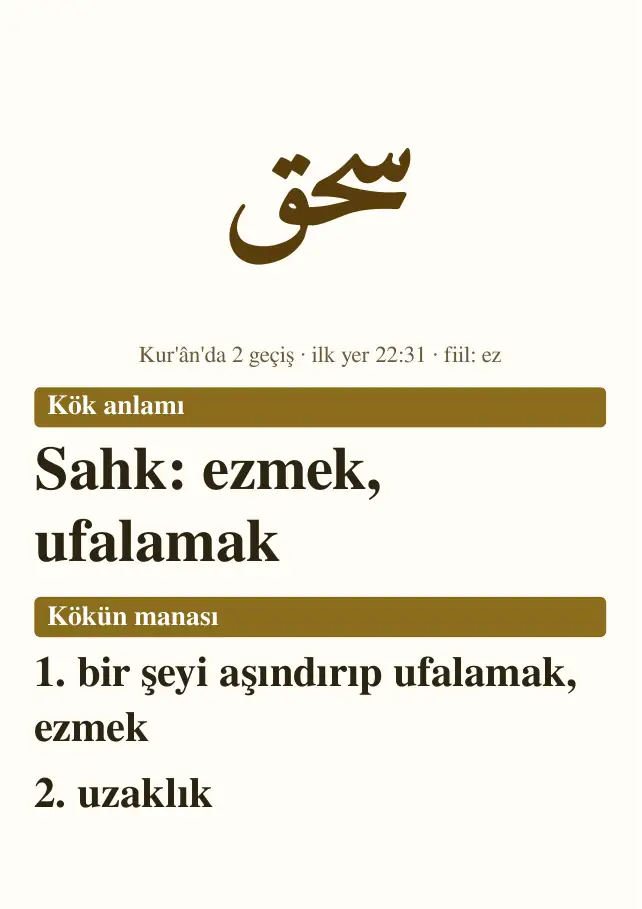 سحق
Kur'ân'da 2 geçiş · ilk yer 22:31 · fiil: ez
Kök anlamı
Sahk: ezmek,
ufalamak
Kökün manası
1. bir şeyi aşındırıp ufalamak,
ezmek
2. uzaklık